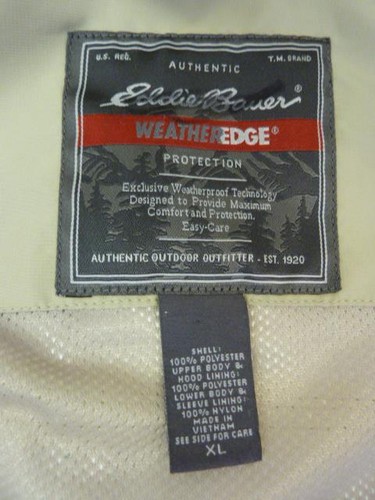 U.S. REG. T.M. BRAND
AUTHENTIC
Eddie Bauer®
WEATHEREDGE®
PROTECTION
Exclusive Weatherproof Technology
Designed to Provide Maximum
Comfort and Protection.
Easy-Care
AUTHENTIC OUTDOOR OUTFITTER - EST. 1920
SHELL:
100% POLYESTER
UPPER BODY &
HOOD LINING:
100% POLYESTER
LOWER BODY &
SLEEVE LINING:
100% NYLON
MADE IN
VIETNAM
SEE SIDE FOR CARE
XL